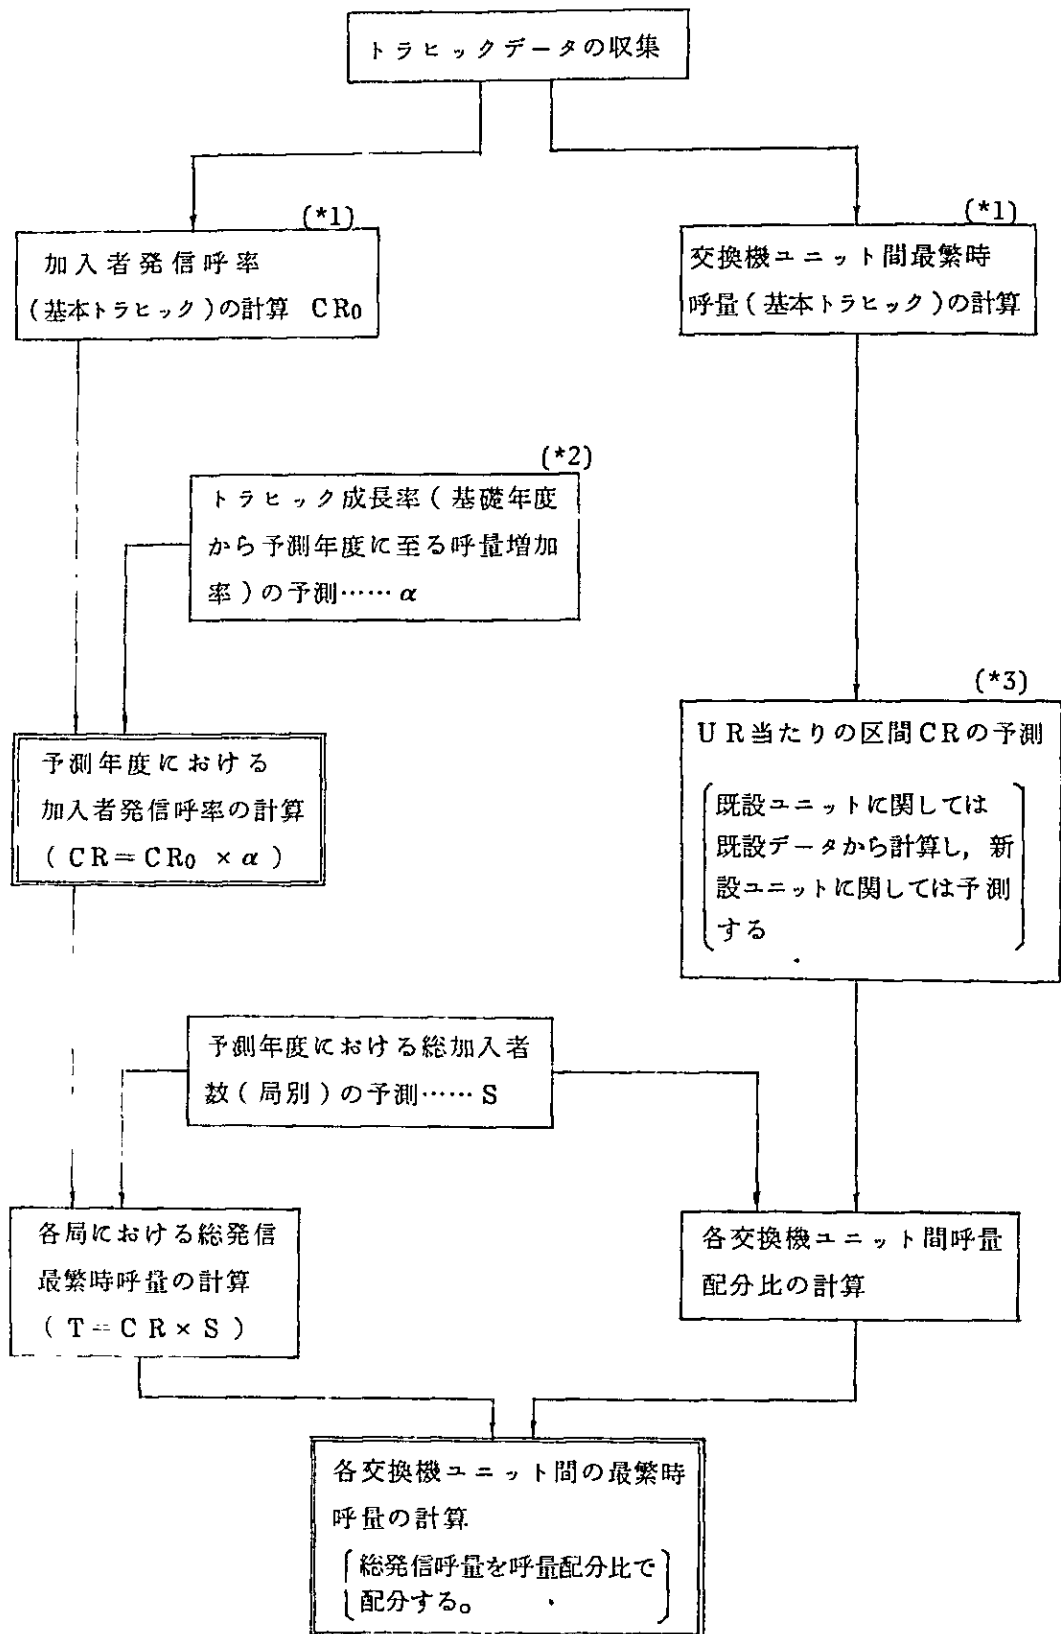 トラヒックデータの収集
(*1)
加入者発信呼率
(基本トラヒック)の計算 CR0
(*1)
交換機ユニット間最繁時
呼量(基本トラヒック)の計算
(*2)
トラヒック成長率(基礎年度
から予測年度に至る呼量増加
率)の予測……α
(*3)
UR当たりの区間CRの予測
既設ユニットに関しては
既設データから計算し,新
設ユニットに関しては予測
する
予測年度における
加入者発信呼率の計算
(CR=CR0×α)
予測年度における総加入者
数(局別)の予測……S
各局における総発信
最繁時呼量の計算
(T=CR×S)
各交換機ユニット間呼量
配分比の計算
各交換機ユニット間の最繁時
呼量の計算
総発信呼量を呼量配分比で
配分する。